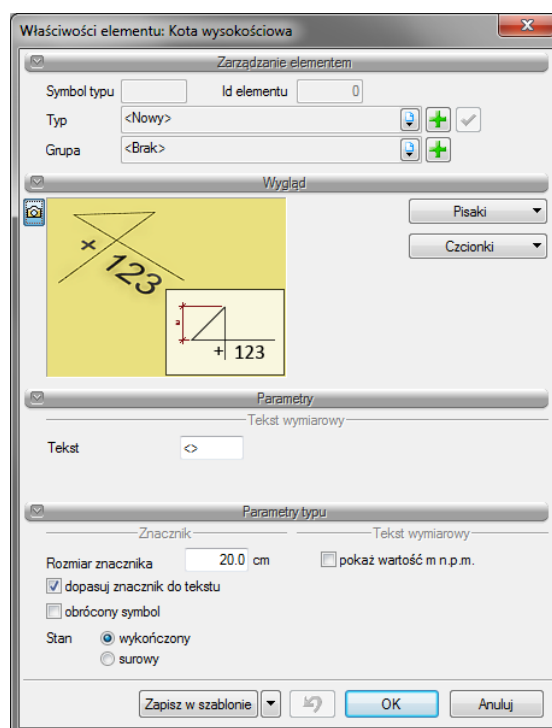 Właściwości elementu: Kota wysokościowa
Zarządzanie elementem
Symbol typu Id elementu 0
Typ <Nowy>
Grupa <Brak>
Wygląd
Pisaki
Czcionki
+ 123
a
+ 123
Parametry
Tekst wymiarowy
Tekst <>
Parametry typu
Znacznik Tekst wymiarowy
Rozmiar znacznika 20.0 cm pokaż wartość m n.p.m.
dopasuj znacznik do tekstu
obrócony symbol
Stan wykończony
surowy
Zapisz w szablonie OK Anuluj